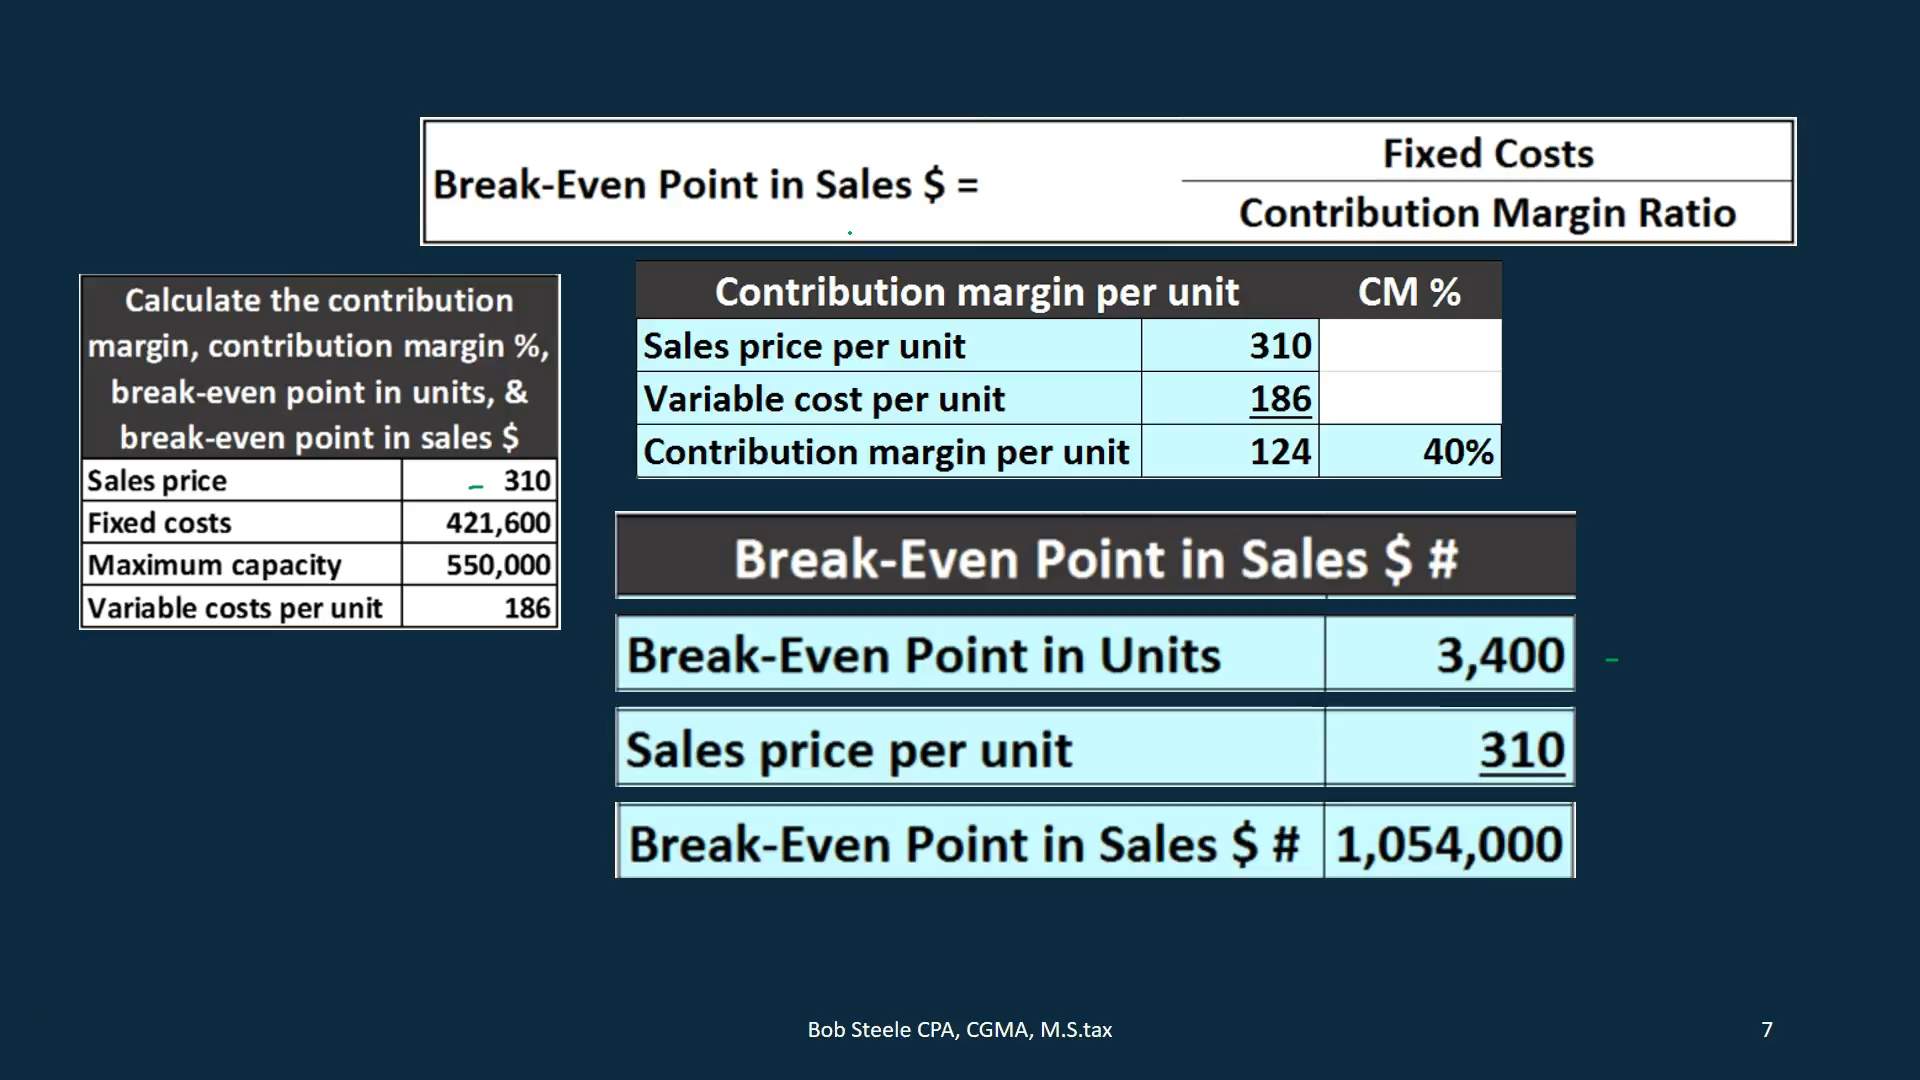 Break-Even Point in Sales $ =
Fixed Costs
Contribution Margin Ratio
Calculate the contribution
margin, contribution margin %,
break-even point in units, &
break-even point in sales $
Sales price 310
Fixed costs 421,600
Maximum capacity 550,000
Variable costs per unit 186
Contribution margin per unit CM %
Sales price per unit 310
Variable cost per unit 186
Contribution margin per unit 124 40%
Break-Even Point in Sales $ #
Break-Even Point in Units 3,400
Sales price per unit 310
Break-Even Point in Sales $ # 1,054,000
Bob Steele CPA, CGMA, M.S.tax
7